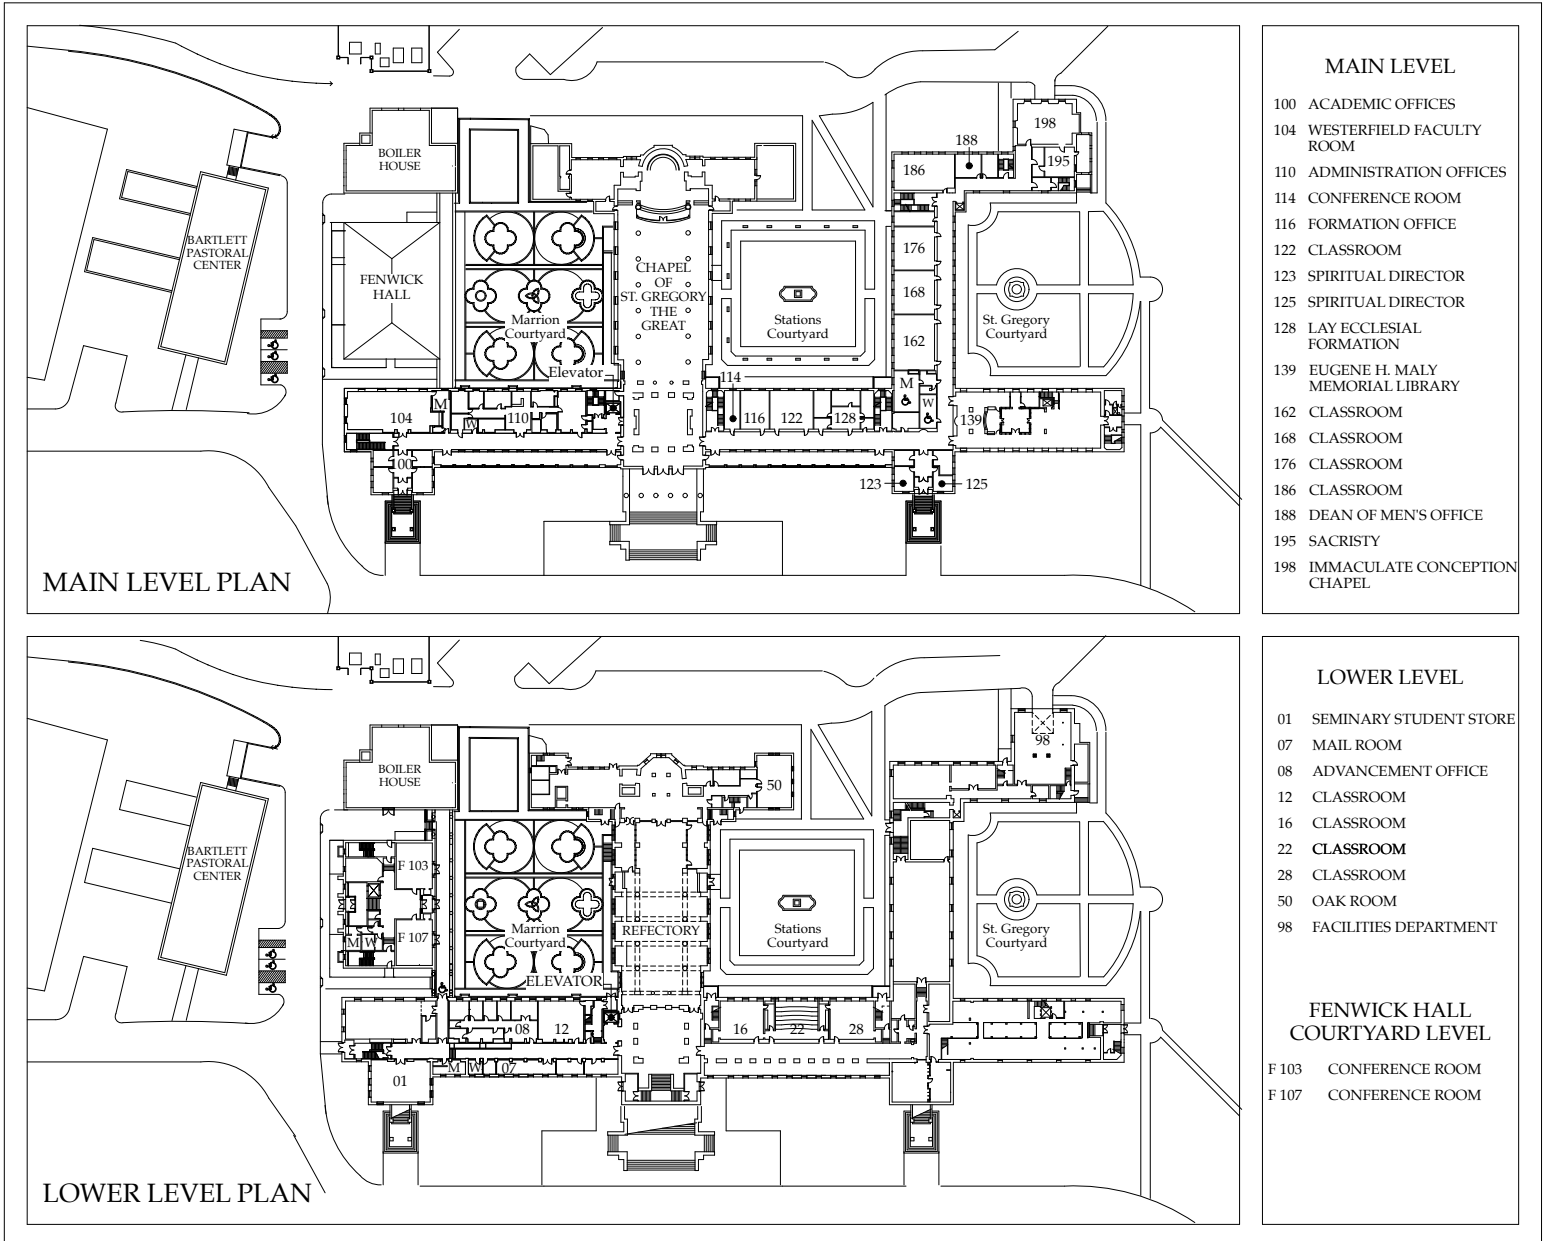 BOILER
HOUSE
BARTLETT
PASTORAL
CENTER
FENWICK
HALL
Marrion
Courtyard
Elevator
CHAPEL
OF
ST. GREGORY
THE
GREAT
Stations
Courtyard
St. Gregory
Courtyard
198
188
195
186
176
168
162
M
W
114
104
M
W
110
116
122
128
139
100
123
125
MAIN LEVEL PLAN
MAIN LEVEL
100 ACADEMIC OFFICES
104 WESTERFIELD FACULTY
ROOM
110 ADMINISTRATION OFFICES
114 CONFERENCE ROOM
116 FORMATION OFFICE
122 CLASSROOM
123 SPIRITUAL DIRECTOR
125 SPIRITUAL DIRECTOR
128 LAY ECCLESIAL
FORMATION
139 EUGENE H. MALY
MEMORIAL LIBRARY
162 CLASSROOM
168 CLASSROOM
176 CLASSROOM
186 CLASSROOM
188 DEAN OF MEN'S OFFICE
195 SACRISTY
198 IMMACULATE CONCEPTION
CHAPEL
BOILER
HOUSE
BARTLETT
PASTORAL
CENTER
F 103
F 107
M W
Marrion
Courtyard
ELEVATOR
REFECTORY
50
98
Stations
Courtyard
St. Gregory
Courtyard
08
12
16
22
28
01
M W 07
LOWER LEVEL PLAN
LOWER LEVEL
01 SEMINARY STUDENT STORE
07 MAIL ROOM
08 ADVANCEMENT OFFICE
12 CLASSROOM
16 CLASSROOM
22 CLASSROOM
28 CLASSROOM
50 OAK ROOM
98 FACILITIES DEPARTMENT
FENWICK HALL
COURTYARD LEVEL
F 103 CONFERENCE ROOM
F 107 CONFERENCE ROOM